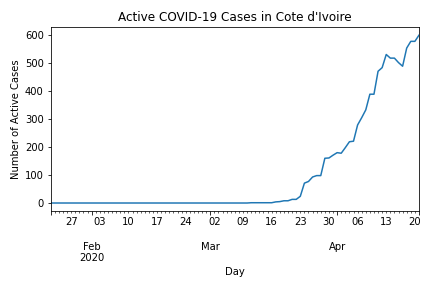 Active COVID-19 Cases in Cote d'Ivoire
Number of Active Cases
600
500
400
300
200
100
0
27 03 10 17 24 02 09 16 23 30 06 13 20
Feb Mar Apr
2020
Day